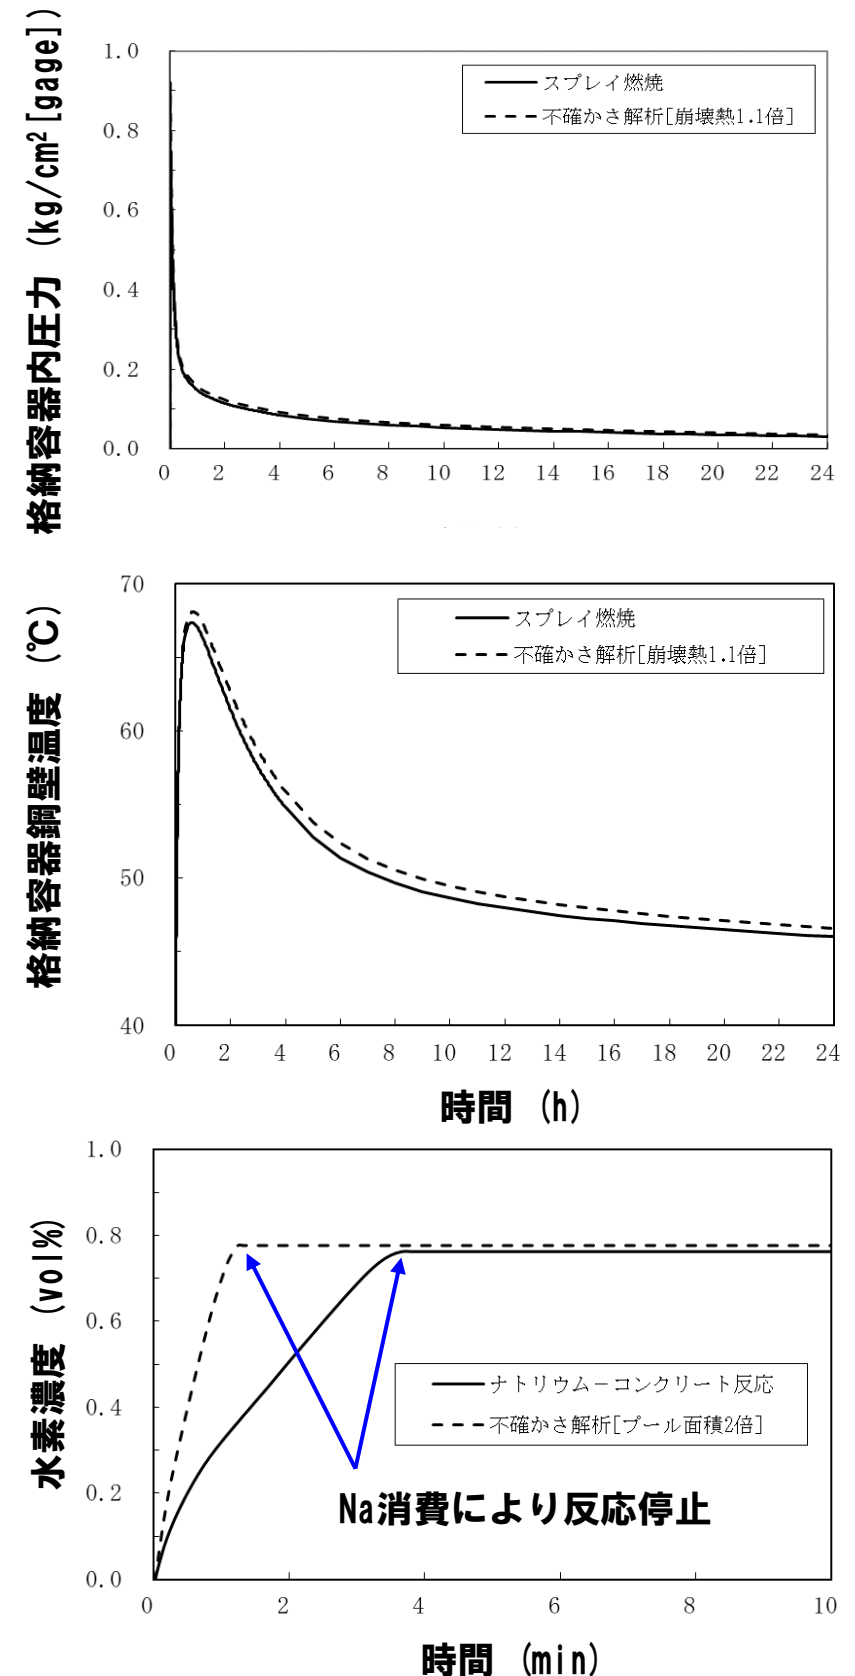 格納容器内圧力 (kg/cm²[gage])
1.0
0.8
0.6
0.4
0.2
0.0
スプレイ燃焼
不確かさ解析[崩壊熱1.1倍]
0 2 4 6 8 10 12 14 16 18 20 22 24
格納容器鋼壁温度 (℃)
70
60
50
40
スプレイ燃焼
不確かさ解析[崩壊熱1.1倍]
0 2 4 6 8 10 12 14 16 18 20 22 24
時間 (h)
水素濃度 (vol%)
1.0
0.8
0.6
0.4
0.2
0.0
ナトリウム－コンクリート反応
不確かさ解析[プール面積2倍]
Na消費により反応停止
0 2 4 6 8 10
時間 (min)